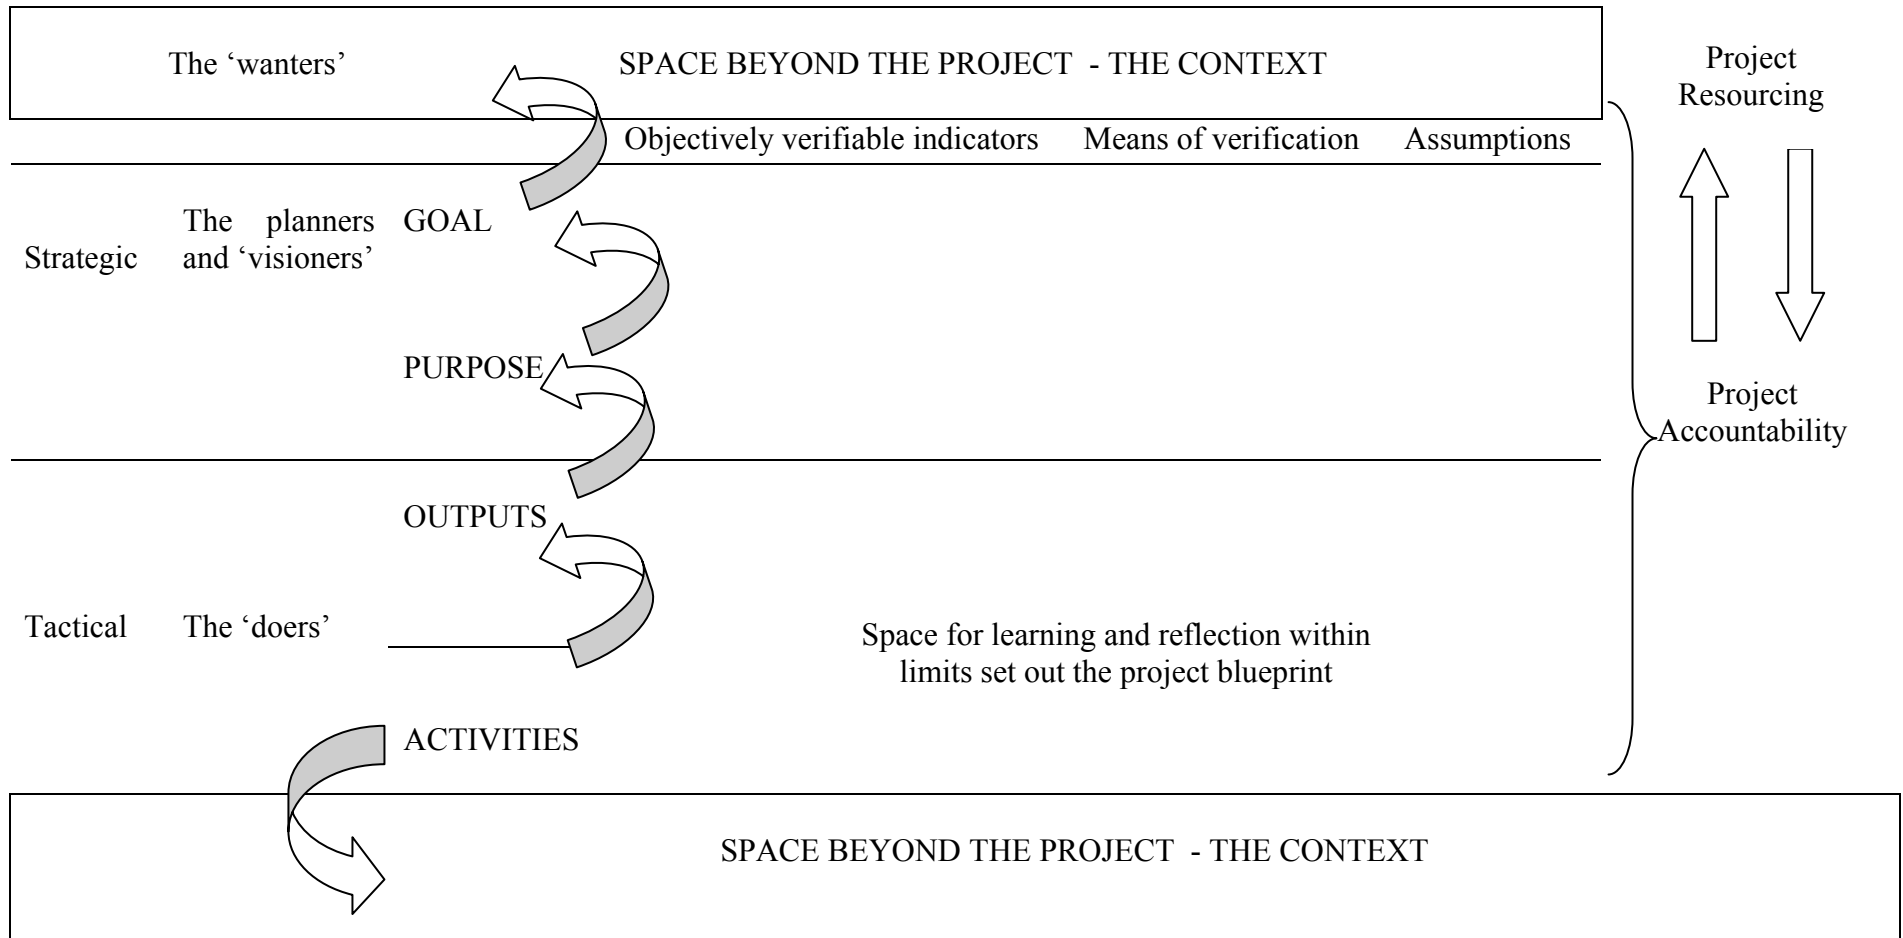 The ‘wanters’
SPACE BEYOND THE PROJECT - THE CONTEXT
Project
Resourcing
Objectively verifiable indicators
Means of verification
Assumptions
Strategic
The planners
and ‘visioners’
GOAL
PURPOSE
Project
Accountability
OUTPUTS
Tactical
The ‘doers’
Space for learning and reflection within
limits set out the project blueprint
ACTIVITIES
SPACE BEYOND THE PROJECT - THE CONTEXT